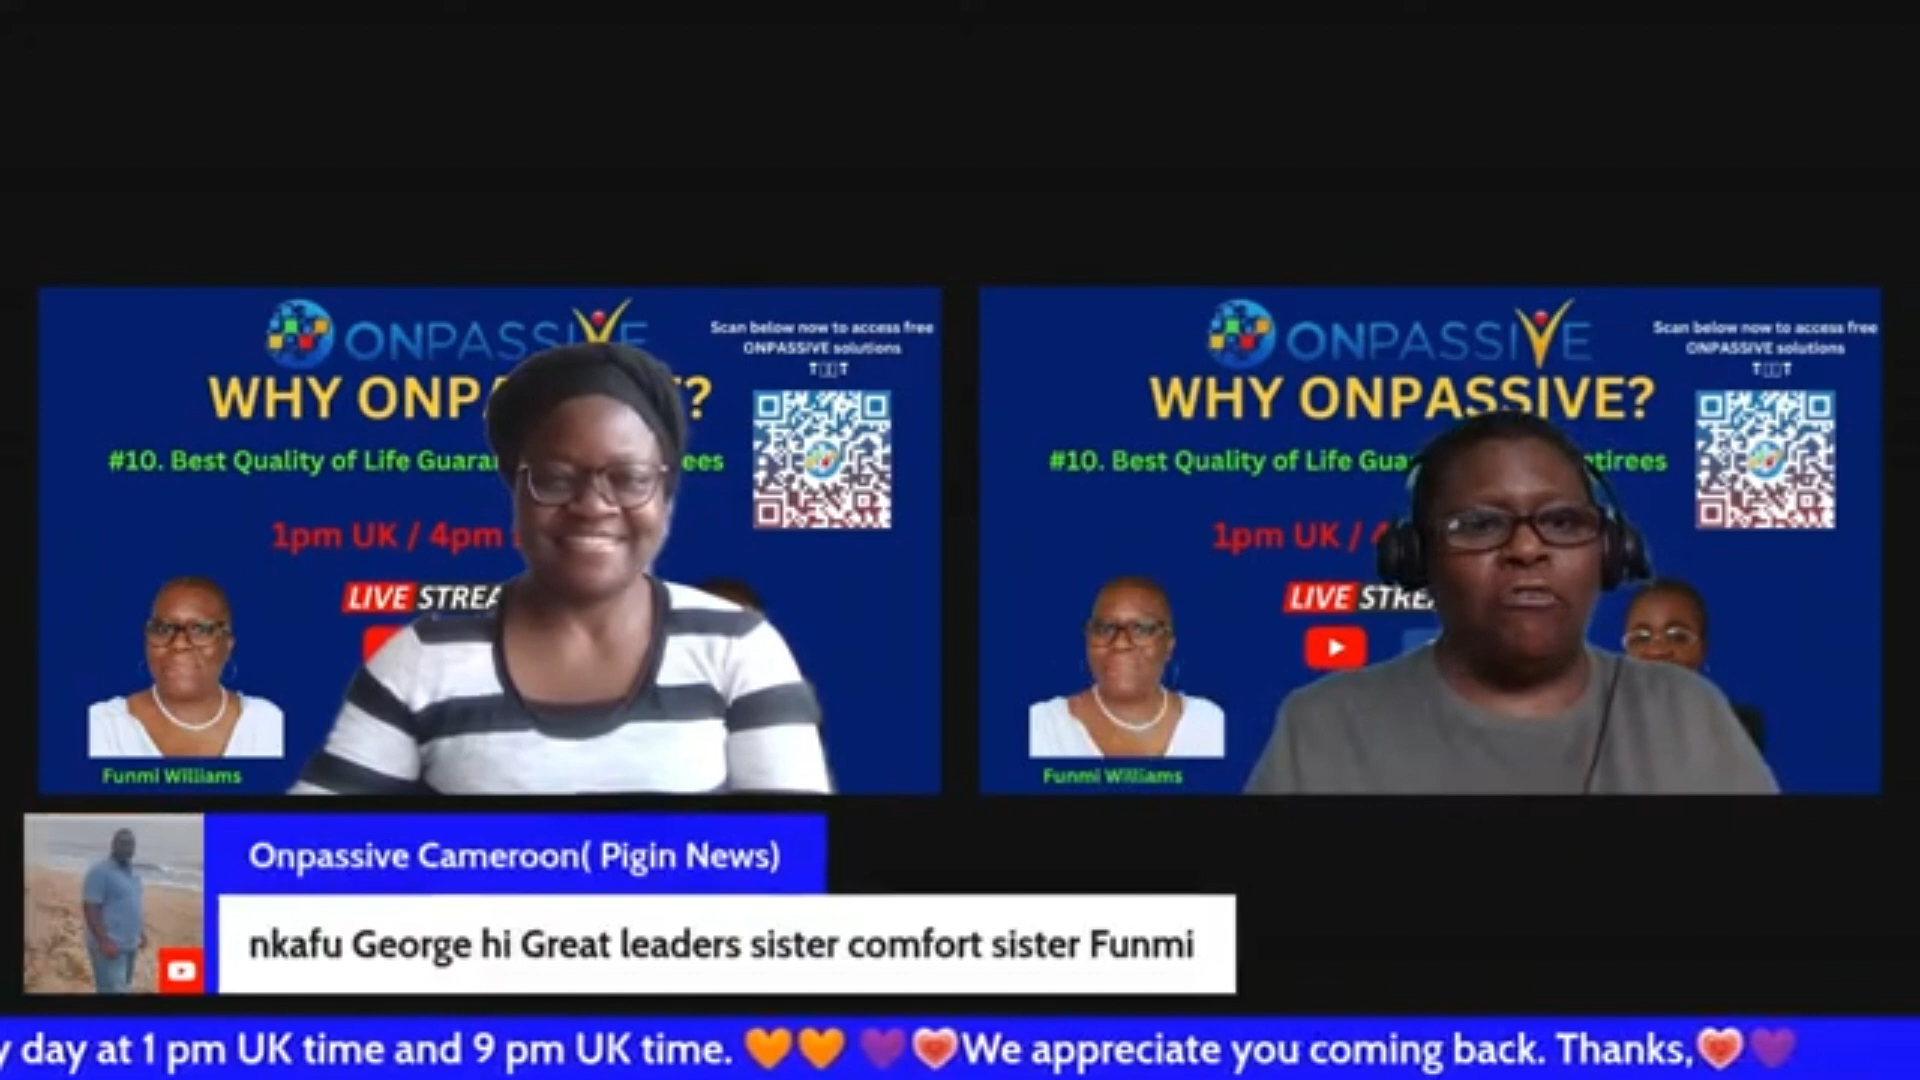 ONPASSIVE
Scan below now to access free
ONPASSIVE solutions
WHY ONPA ?
#10. Best Quality of Life Guara ees
1pm UK / 4pm
LIVE STREA
Funmi Williams
ONPASSIVE
Scan below now to access free
ONPASSIVE solutions
WHY ONPASSIVE?
#10. Best Quality of Life Gua etirees
1pm UK / 4
LIVE STREA
Funmi Williams
Onpassive Cameroon( Pigin News)
nkafu George hi Great leaders sister comfort sister Funmi
y day at 1 pm UK time and 9 pm UK time. 🧡🧡 💜💗We appreciate you coming back. Thanks,💗💜